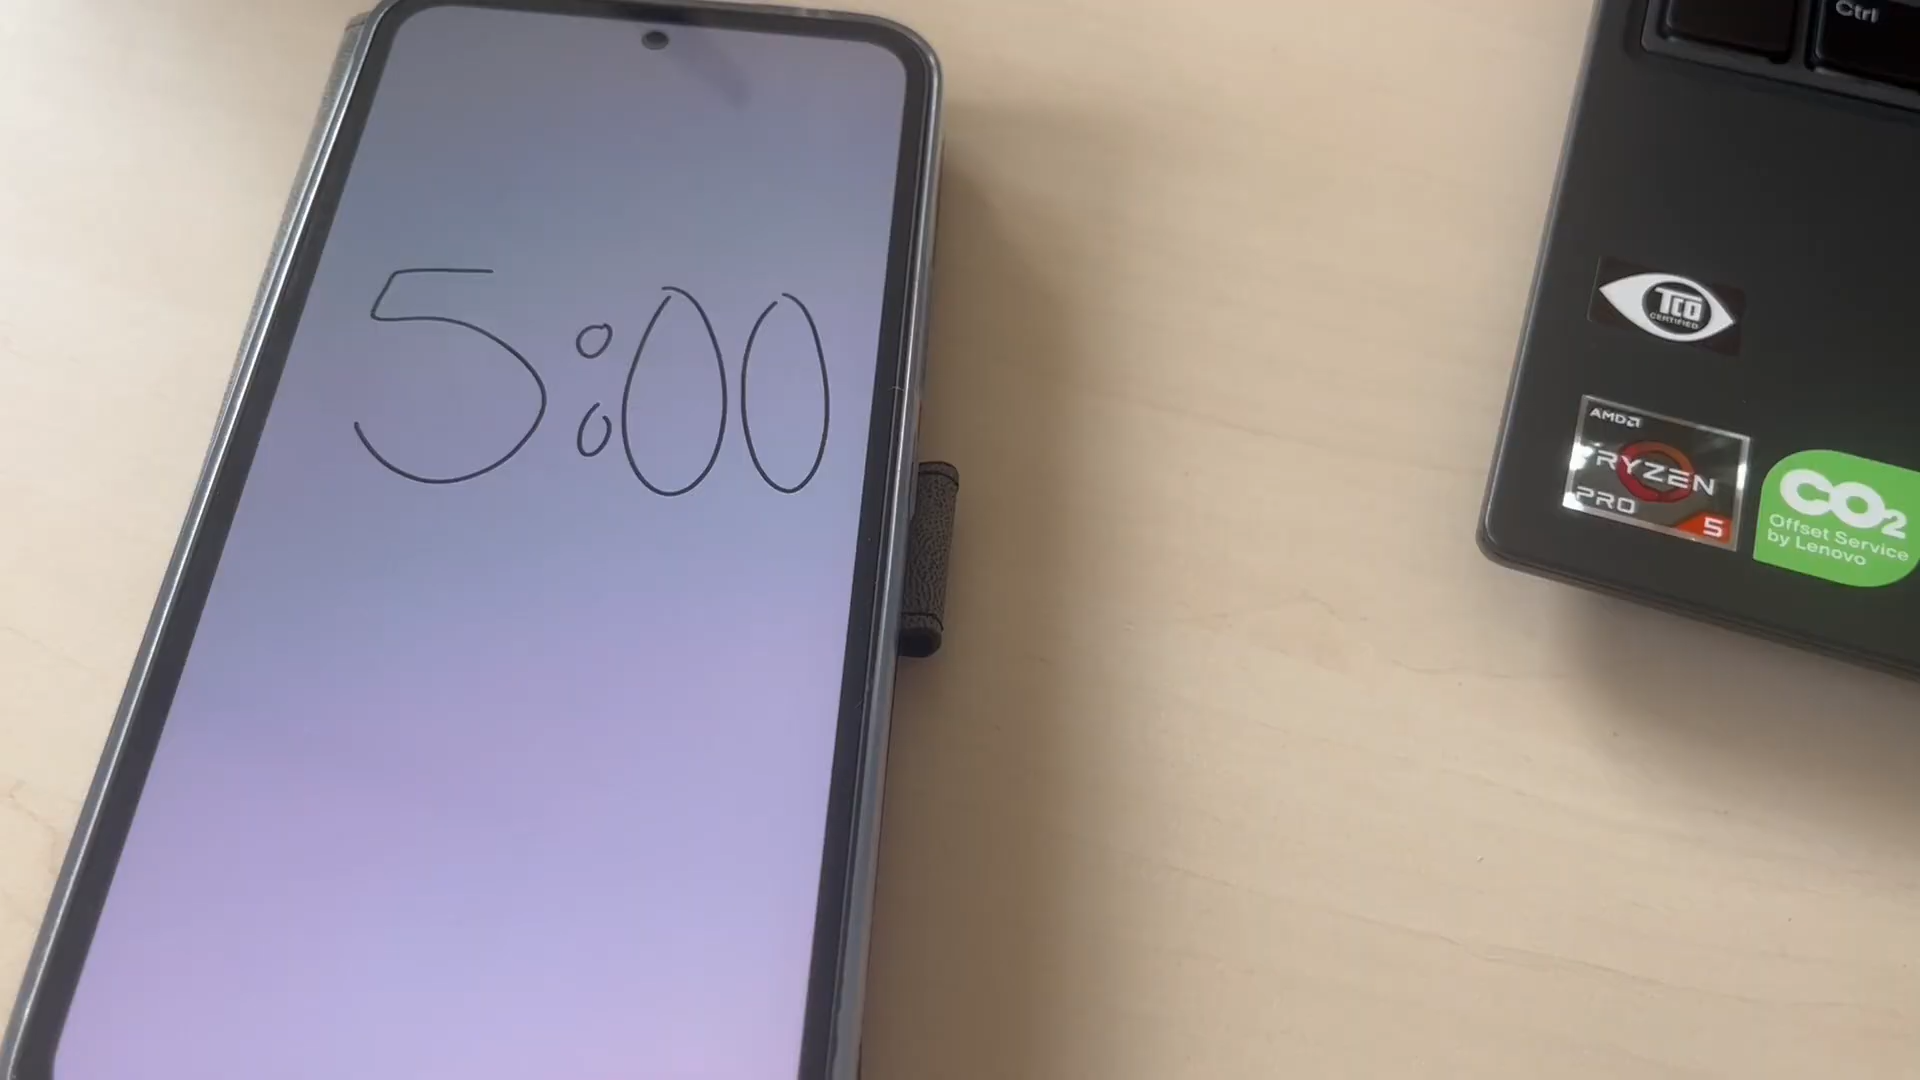 5:00
Ctrl
TCO
CERTIFIED
AMD
RYZEN
PRO
5
CO₂
Offset Service
by Lenovo